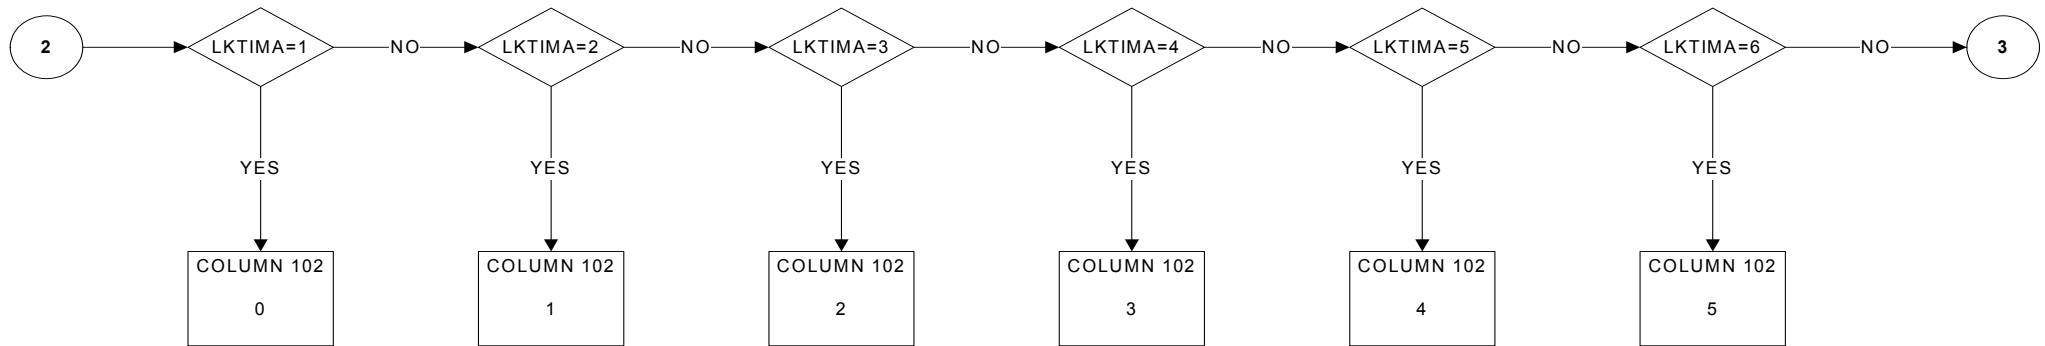 2
LKTIMA=1
NO
LKTIMA=2
NO
LKTIMA=3
NO
LKTIMA=4
NO
LKTIMA=5
NO
LKTIMA=6
NO
3
YES
YES
YES
YES
YES
YES
COLUMN 102
0
COLUMN 102
1
COLUMN 102
2
COLUMN 102
3
COLUMN 102
4
COLUMN 102
5